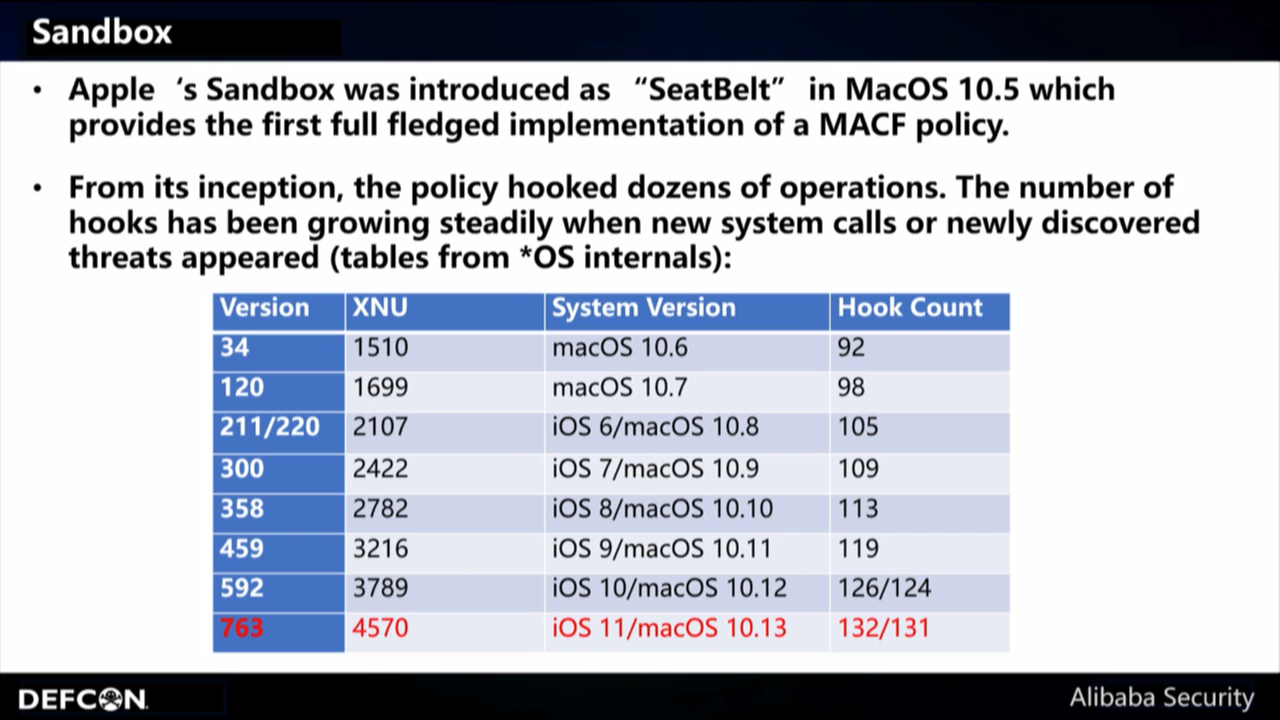 Sandbox
• Apple ‘s Sandbox was introduced as “SeatBelt” in MacOS 10.5 which
provides the first full fledged implementation of a MACF policy.
• From its inception, the policy hooked dozens of operations. The number of
hooks has been growing steadily when new system calls or newly discovered
threats appeared (tables from *OS internals):
Version XNU System Version Hook Count
34 1510 macOS 10.6 92
120 1699 macOS 10.7 98
211/220 2107 iOS 6/macOS 10.8 105
300 2422 iOS 7/macOS 10.9 109
358 2782 iOS 8/macOS 10.10 113
459 3216 iOS 9/macOS 10.11 119
592 3789 iOS 10/macOS 10.12 126/124
763 4570 iOS 11/macOS 10.13 132/131
DEFCON. Alibaba Security